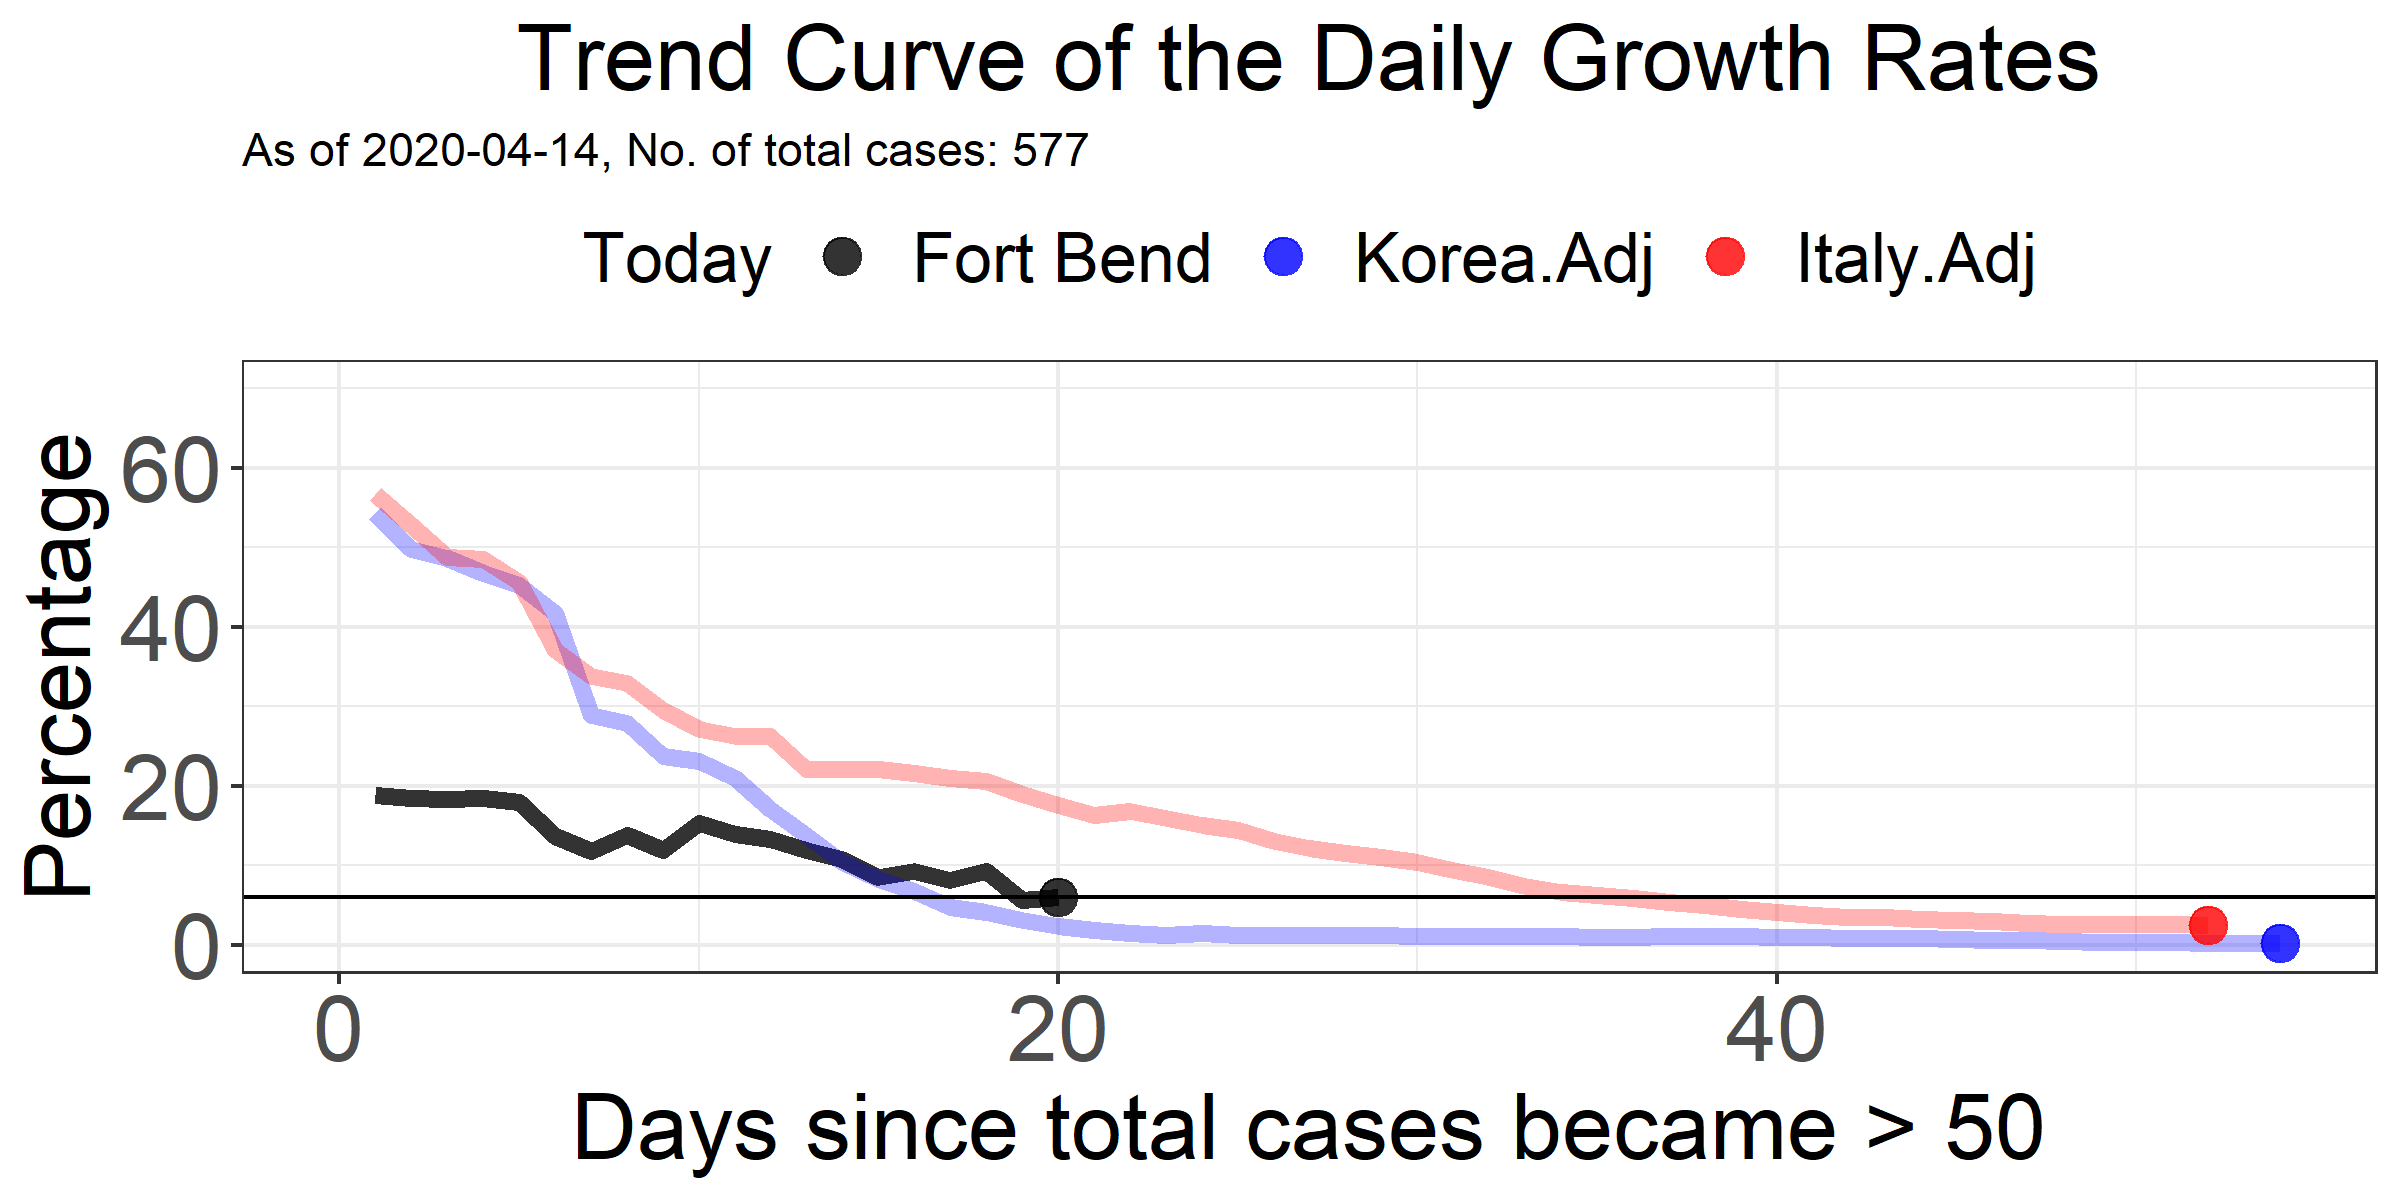 Trend Curve of the Daily Growth Rates
As of 2020-04-14, No. of total cases: 577
Today Fort Bend Korea.Adj Italy.Adj
Percentage
60
40
20
0
0 20 40
Days since total cases became > 50